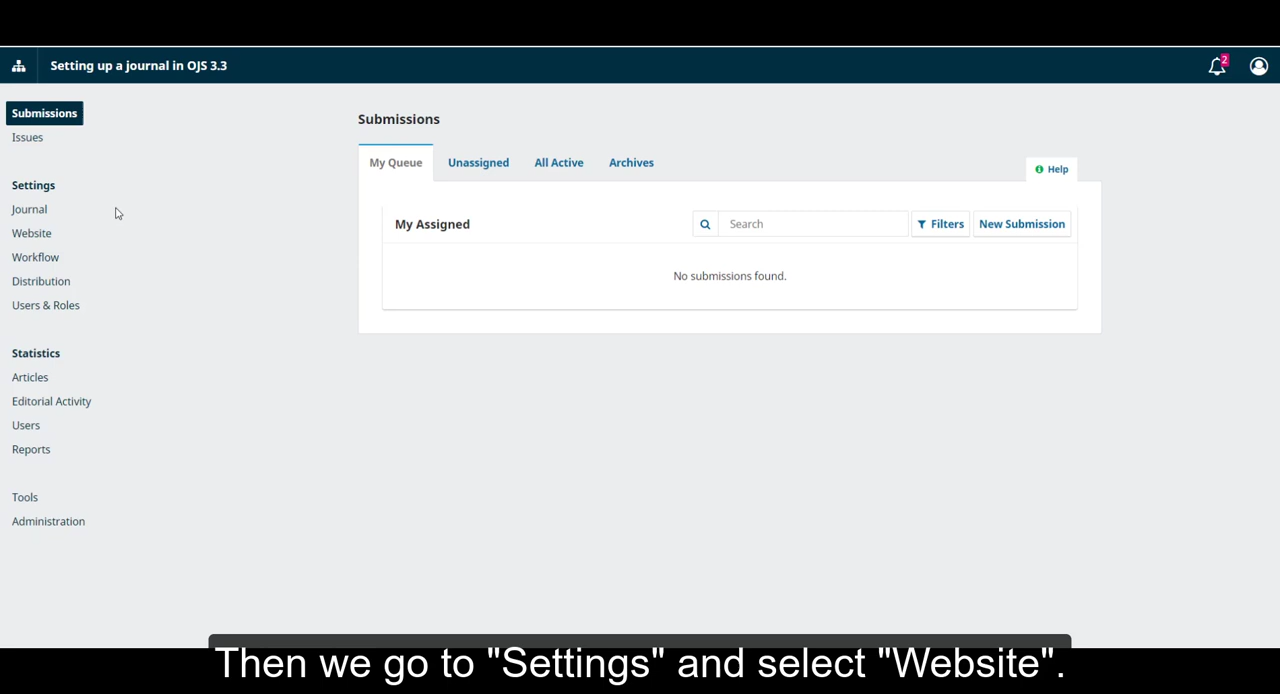 Setting up a journal in OJS 3.3
2
Submissions
Issues
Settings
Journal
Website
Workflow
Distribution
Users & Roles
Statistics
Articles
Editorial Activity
Users
Reports
Tools
Administration
Submissions
My Queue Unassigned All Active Archives
Help
My Assigned Search Filters New Submission
No submissions found.
Then we go to "Settings" and select "Website".